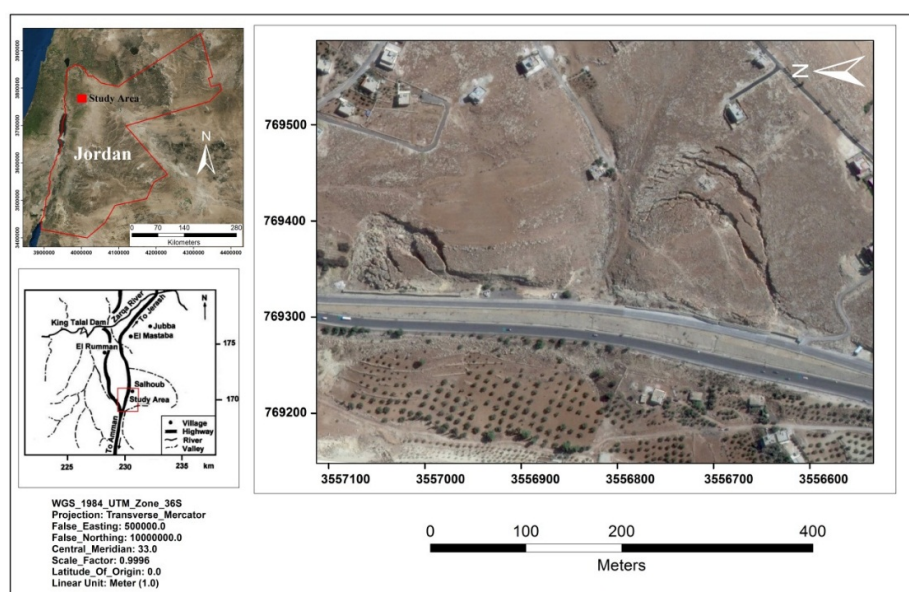 Study Area
N
Jordan
0 70 140 280
Kilometers
3900000
3800000
3700000
3600000
3500000
3400000
3900000 4000000 4100000 4200000 4300000 4400000
N
King Talal Dam
Zarqa River
To Jerash
Jubba
El Mastaba
El Rumman
175
Salhoub
Study Area
170
To Amman
Village
Highway
River
Valley
225 230 235 km
WGS_1984_UTM_Zone_36S
Projection: Transverse_Mercator
False_Easting: 500000.0
False_Northing: 10000000.0
Central_Meridian: 33.0
Scale_Factor: 0.9996
Latitude_Of_Origin: 0.0
Linear Unit: Meter (1.0)
N
769500
769400
769300
769200
3557100 3557000 3556900 3556800 3556700 3556600
0 100 200 400
Meters